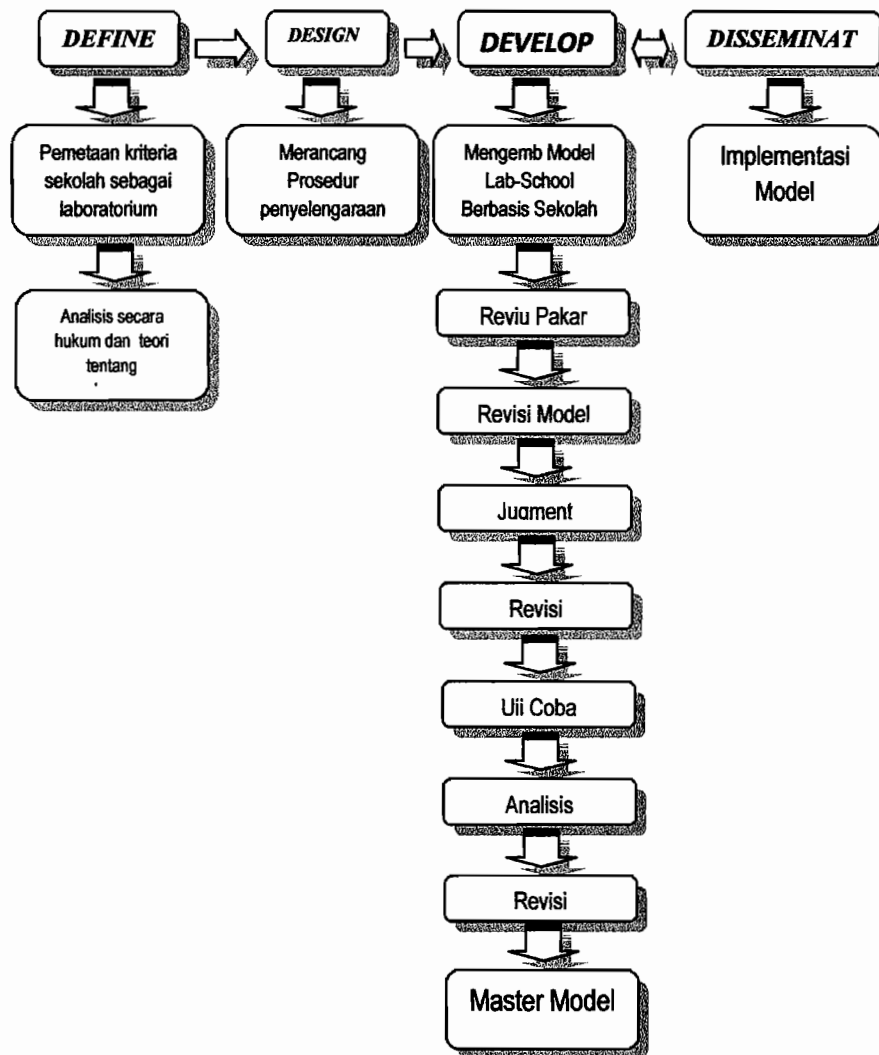 DEFINE
DESIGN
DEVELOP
DISSEMINAT
Pemetaan kriteria
sekolah sebagai
laboratorium
Merancang
Prosedur
penyelengaraan
Mengemb Model
Lab-School
Berbasis Sekolah
Implementasi
Model
Analisis secara
hukum dan teori
tentang
Reviu Pakar
Revisi Model
Judment
Revisi
Uji Coba
Analisis
Revisi
Master Model